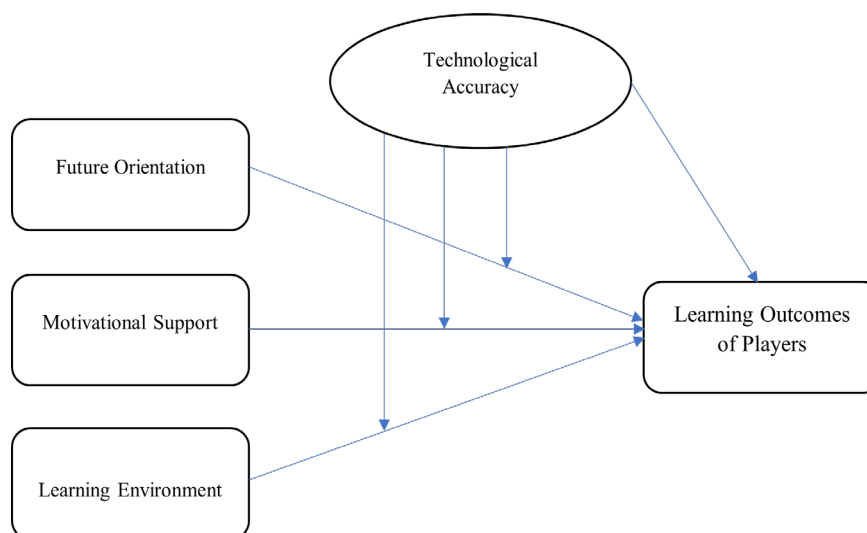 Technological
Accuracy
Future Orientation
Motivational Support
Learning Outcomes
of Players
Learning Environment